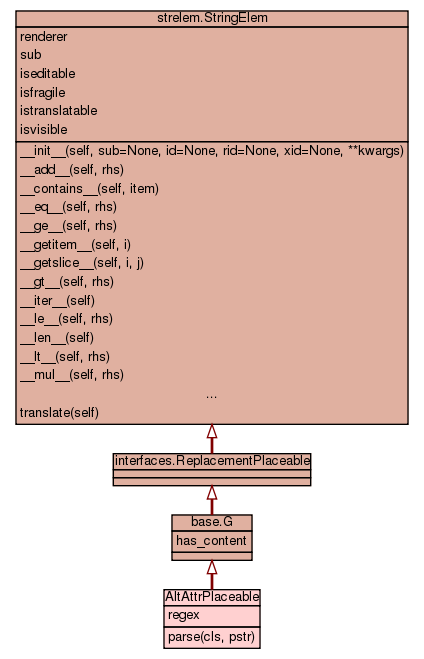 strelem.StringElem
renderer
sub
iseditable
isfragile
istranslatable
isvisible
__init__(self, sub=None, id=None, rid=None, xid=None, **kwargs)
__add__(self, rhs)
__contains__(self, item)
__eq__(self, rhs)
__ge__(self, rhs)
__getitem__(self, i)
__getslice__(self, i, j)
__gt__(self, rhs)
__iter__(self)
__le__(self, rhs)
__len__(self)
__lt__(self, rhs)
__mul__(self, rhs)
...
translate(self)
interfaces.ReplacementPlaceable
base.G
has_content
AltAttrPlaceable
regex
parse(cls, pstr)